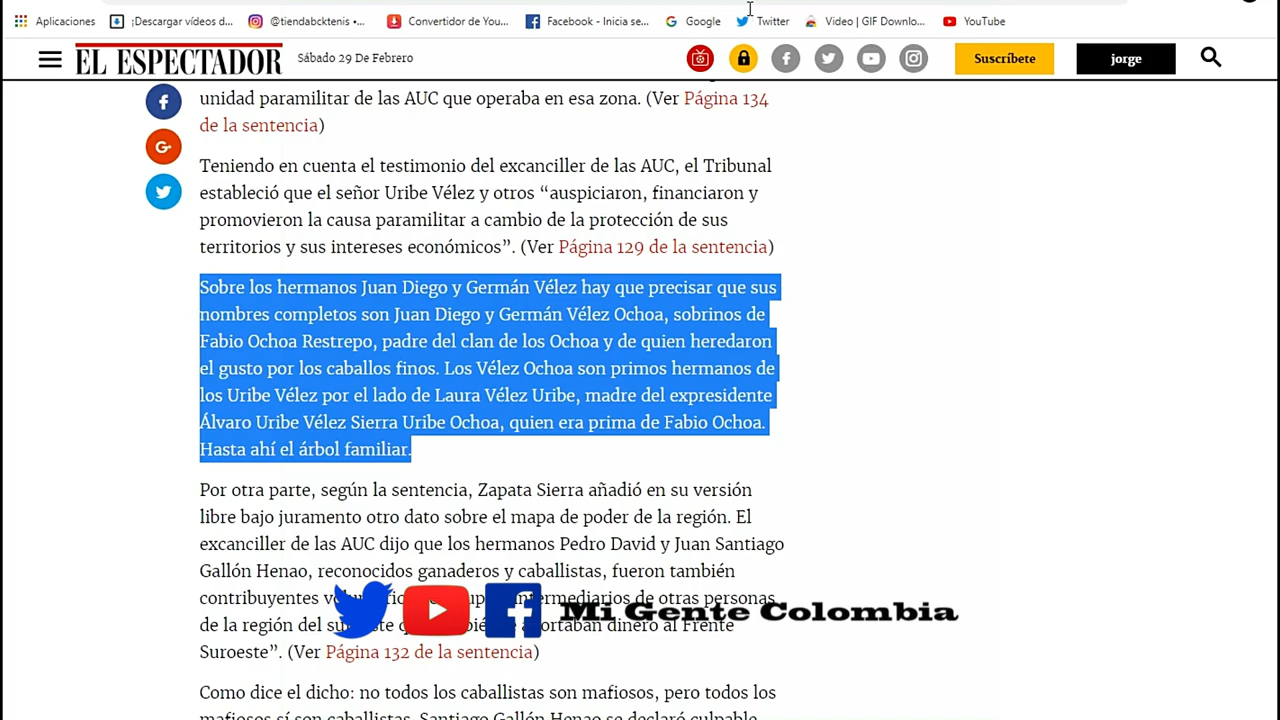 Aplicaciones ¡Descargar vídeos d... @tiendabcktenis •... Convertidor de You... Facebook - Inicia se... Google Twitter Video | GIF Downlo... YouTube
EL ESPECTADOR Sábado 29 De Febrero Suscríbete jorge
unidad paramilitar de las AUC que operaba en esa zona. (Ver Página 134
de la sentencia)
Teniendo en cuenta el testimonio del excanciller de las AUC, el Tribunal
estableció que el señor Uribe Vélez y otros “auspiciaron, financiaron y
promovieron la causa paramilitar a cambio de la protección de sus
territorios y sus intereses económicos”. (Ver Página 129 de la sentencia)
Sobre los hermanos Juan Diego y Germán Vélez hay que precisar que sus
nombres completos son Juan Diego y Germán Vélez Ochoa, sobrinos de
Fabio Ochoa Restrepo, padre del clan de los Ochoa y de quien heredaron
el gusto por los caballos finos. Los Vélez Ochoa son primos hermanos de
los Uribe Vélez por el lado de Laura Vélez Uribe, madre del expresidente
Álvaro Uribe Vélez Sierra Uribe Ochoa, quien era prima de Fabio Ochoa.
Hasta ahí el árbol familiar.
Por otra parte, según la sentencia, Zapata Sierra añadió en su versión
libre bajo juramento otro dato sobre el mapa de poder de la región. El
excanciller de las AUC dijo que los hermanos Pedro David y Juan Santiago
Gallón Henao, reconocidos ganaderos y caballistas, fueron también
contribuyentes intermediarios de otras personas
Mi Gente Colombia
de la región del dinero al Frente
Suroeste”. (Ver Página 132 de la sentencia)
Como dice el dicho: no todos los caballistas son mafiosos, pero todos los
mafiosos sí son caballistas. Santiago Gallón Henao se declaró culpable